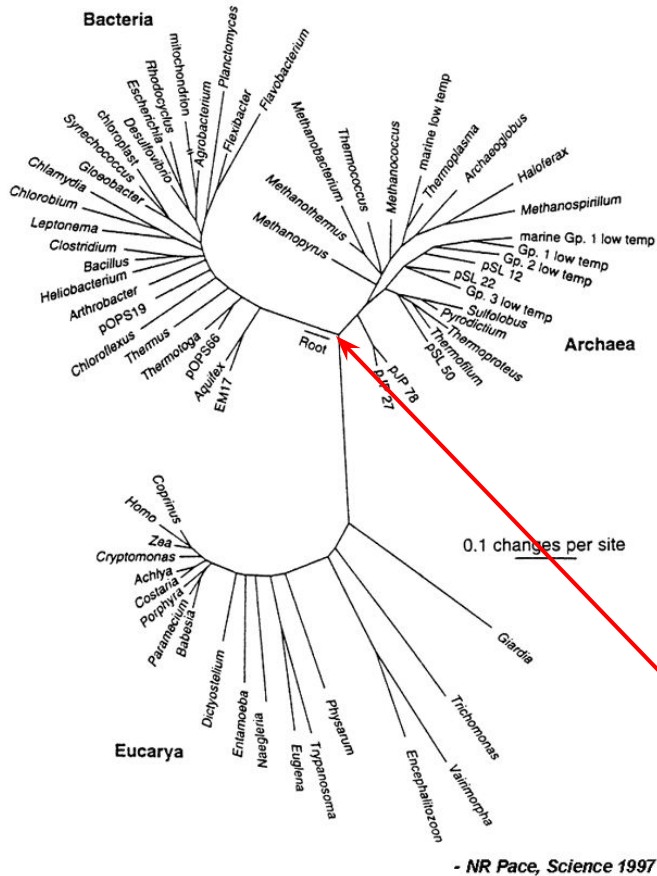 Bacteria
Planctomyces
Flavobacterium
mitochondrion
Rhodocyclus
Escherichia
Desulfovibrio
Agrobacterium
Flexibacter
chloroplast
Synechococcus
Gloeobacter
Chlamydia
Chlorobium
Leptonema
Clostridium
Bacillus
Heliobacterium
Arthrobacter
pOPS19
Chloroflexus
Thermus
Thermotoga
pOPS66
Aquifex
EM17
Root
Methanopyrus
Methanothermus
Methanobacterium
Thermococcus
Methanococcus
marine low temp
Thermoplasma
Archaeoglobus
Haloferax
Methanospirillum
marine Gp. 1 low temp
Gp. 1 low temp
Gp. 2 low temp
pSL 12
pSL 22
Gp. 3 low temp
Sulfolobus
Pyrodictium
Thermoproteus
Thermofilum
pSL 50
pJP 78
27
Archaea
0.1 changes per site
Coprinus
Homo
Zea
Cryptomonas
Achlya
Costaria
Porphyra
Paramecium
Babesia
Dictyostelium
Entamoeba
Naegleria
Euglena
Trypanosoma
Physarum
Encephalitozoon
Vairimorpha
Trichomonas
Giardia
Eucarya
- NR Pace, Science 1997